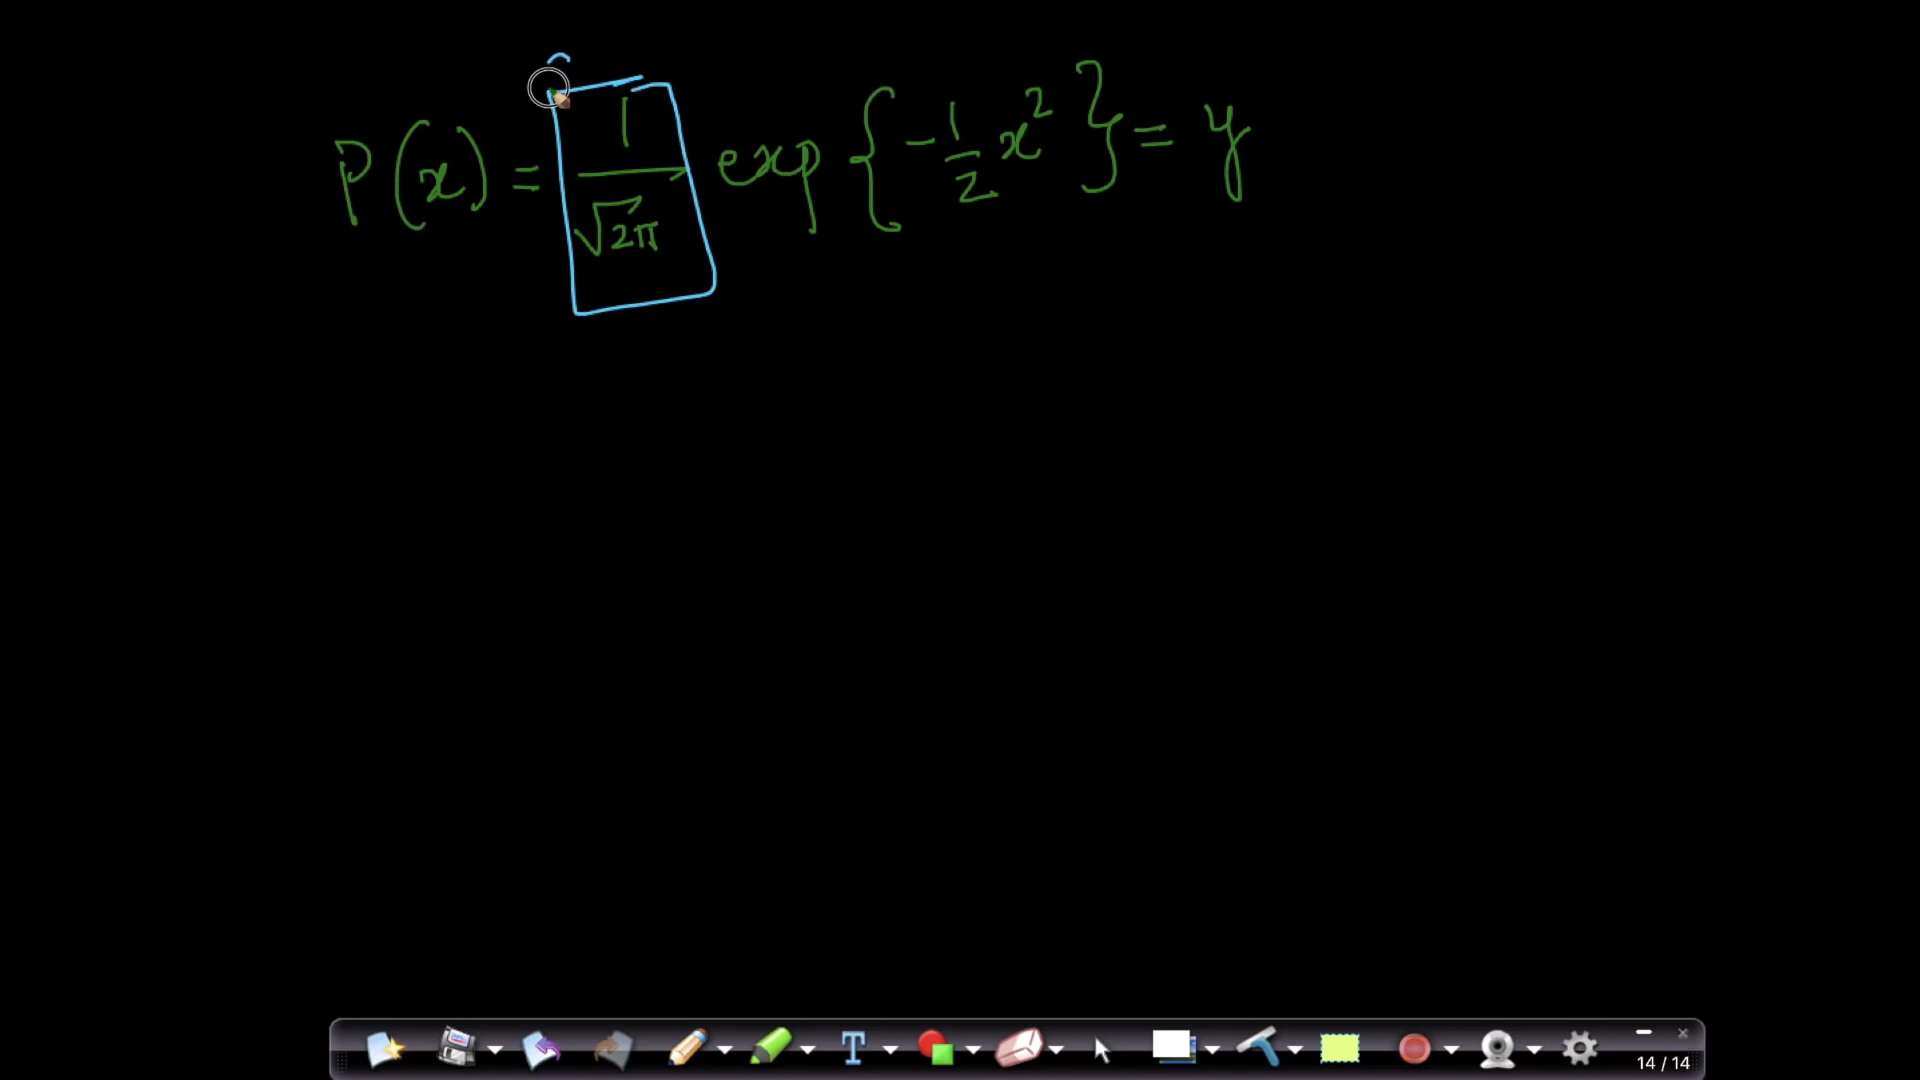 P(x) = 1/√2π exp{-1/2 x²} = y
T
14 / 14